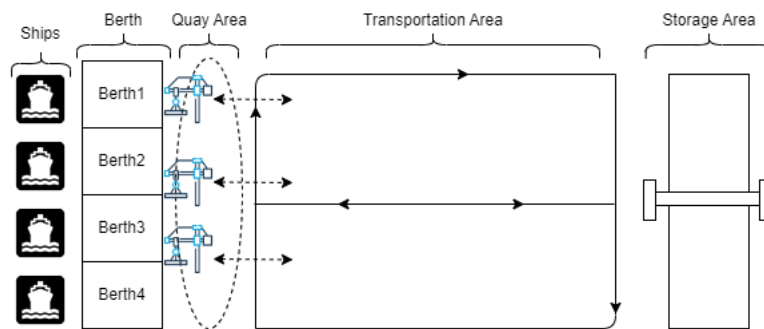 Ships
Berth
Quay Area
Transportation Area
Storage Area
Berth1
Berth2
Berth3
Berth4